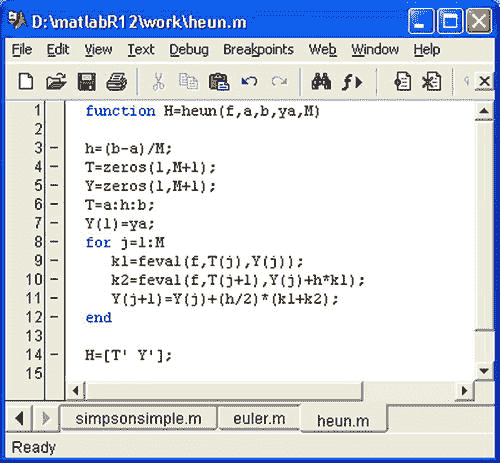 D:\matlabR12\work\heun.m
File Edit View Text Debug Breakpoints Web Window Help
1 function H=heun(f,a,b,ya,M)
2
3 – h=(b-a)/M;
4 – T=zeros(1,M+1);
5 – Y=zeros(1,M+1);
6 – T=a:h:b;
7 – Y(1)=ya;
8 – for j=1:M
9 – k1=feval(f,T(j),Y(j));
10 – k2=feval(f,T(j+1),Y(j)+h*k1);
11 – Y(j+1)=Y(j)+(h/2)*(k1+k2);
12 – end
13
14 – H=[T' Y'];
15
simpsonsimple.m euler.m heun.m
Ready